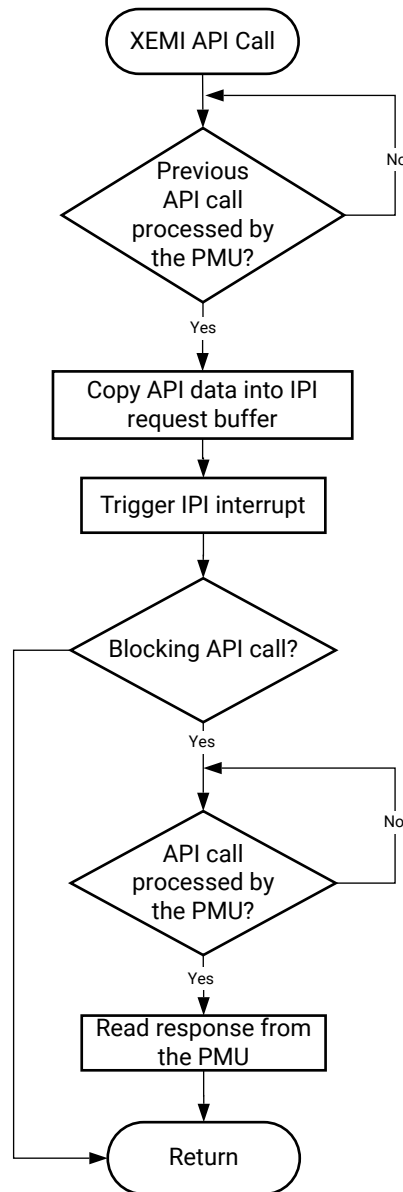 XEMI API Call
No
Previous
API call
processed by
the PMU?
Yes
Copy API data into IPI
request buffer
Trigger IPI interrupt
Blocking API call?
Yes
No
API call
processed by
the PMU?
Yes
Read response from
the PMU
Return